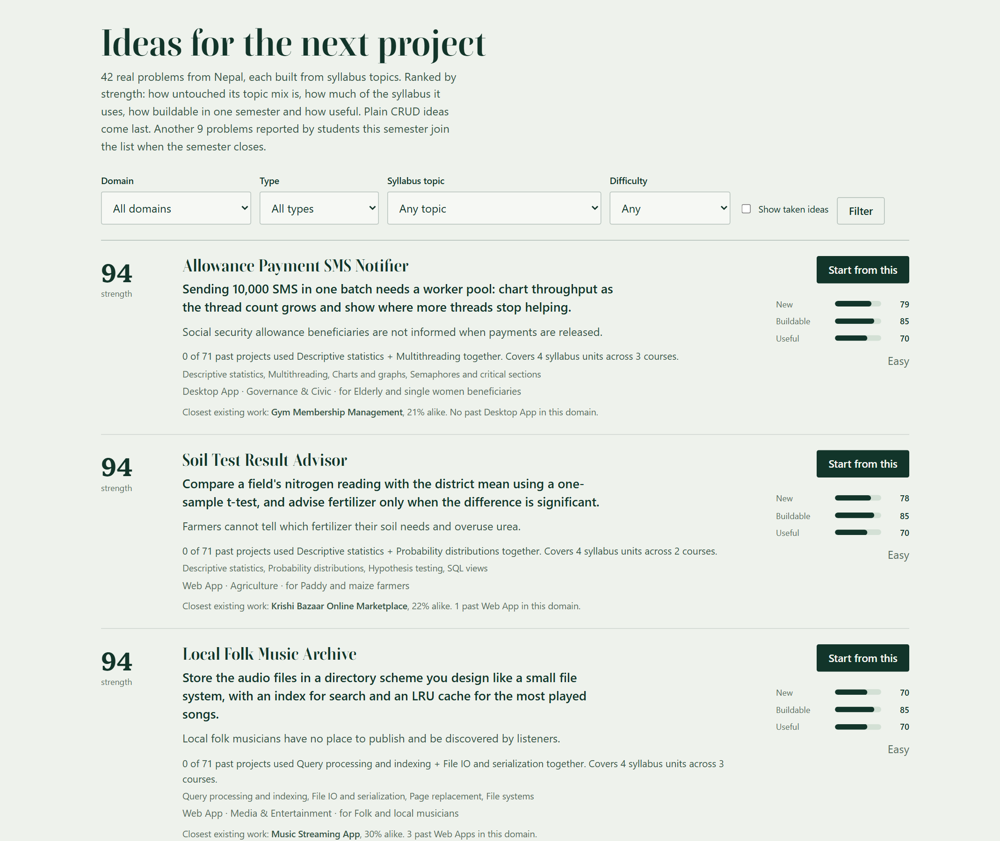 Ideas for the next project
42 real problems from Nepal, each built from syllabus topics. Ranked by
strength: how untouched its topic mix is, how much of the syllabus it
uses, how buildable in one semester and how useful. Plain CRUD ideas
come last. Another 9 problems reported by students this semester join
the list when the semester closes.
Domain
Type
Syllabus topic
Difficulty
All domains
All types
Any topic
Any
Show taken ideas
Filter
94
strength
Allowance Payment SMS Notifier
Sending 10,000 SMS in one batch needs a worker pool: chart throughput as
the thread count grows and show where more threads stop helping.
Social security allowance beneficiaries are not informed when payments are released.
0 of 71 past projects used Descriptive statistics + Multithreading together. Covers 4 syllabus units across 3 courses.
Descriptive statistics, Multithreading, Charts and graphs, Semaphores and critical sections
Desktop App · Governance & Civic · for Elderly and single women beneficiaries
Closest existing work: Gym Membership Management, 21% alike. No past Desktop App in this domain.
Start from this
New 79
Buildable 85
Useful 70
Easy
94
strength
Soil Test Result Advisor
Compare a field's nitrogen reading with the district mean using a one-
sample t-test, and advise fertilizer only when the difference is significant.
Farmers cannot tell which fertilizer their soil needs and overuse urea.
0 of 71 past projects used Descriptive statistics + Probability distributions together. Covers 4 syllabus units across 2 courses.
Descriptive statistics, Probability distributions, Hypothesis testing, SQL views
Web App · Agriculture · for Paddy and maize farmers
Closest existing work: Krishi Bazaar Online Marketplace, 22% alike. 1 past Web App in this domain.
Start from this
New 78
Buildable 85
Useful 70
Easy
94
strength
Local Folk Music Archive
Store the audio files in a directory scheme you design like a small file
system, with an index for search and an LRU cache for the most played
songs.
Local folk musicians have no place to publish and be discovered by listeners.
0 of 71 past projects used Query processing and indexing + File IO and serialization together. Covers 4 syllabus units across 3
courses.
Query processing and indexing, File IO and serialization, Page replacement, File systems
Web App · Media & Entertainment · for Folk and local musicians
Closest existing work: Music Streaming App, 30% alike. 3 past Web Apps in this domain.
Start from this
New 70
Buildable 85
Useful 70
Easy